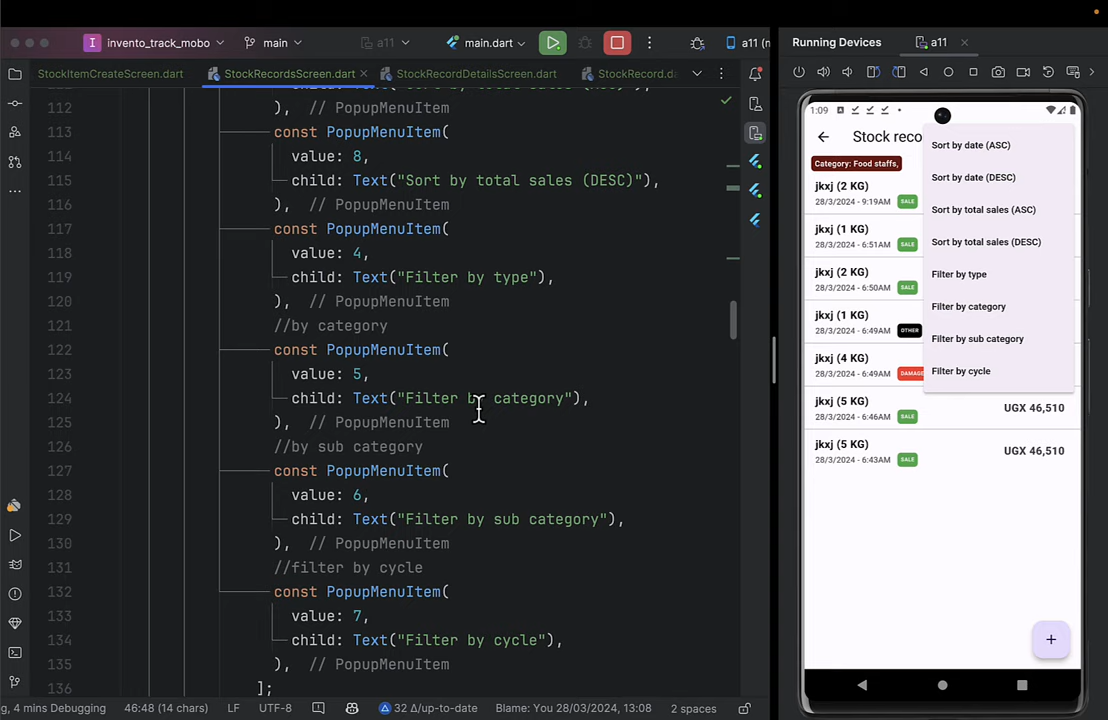 I invento_track_mobo main a11 main.dart a11 (n
Running Devices a11
StockItemCreateScreen.dart StockRecordsScreen.dart StockRecordDetailsScreen.dart StockRecord.da
112 ), // PopupMenuItem
113 const PopupMenuItem(
114 value: 8,
115 child: Text("Sort by total sales (DESC)"),
116 ), // PopupMenuItem
117 const PopupMenuItem(
118 value: 4,
119 child: Text("Filter by type"),
120 ), // PopupMenuItem
121 //by category
122 const PopupMenuItem(
123 value: 5,
124 child: Text("Filter by category"),
125 ), // PopupMenuItem
126 //by sub category
127 const PopupMenuItem(
128 value: 6,
129 child: Text("Filter by sub category"),
130 ), // PopupMenuItem
131 //filter by cycle
132 const PopupMenuItem(
133 value: 7,
134 child: Text("Filter by cycle"),
135 ), // PopupMenuItem
136 ];
g, 4 mins Debugging 46:48 (14 chars) LF UTF-8 32 Δ/up-to-date Blame: You 28/03/2024, 13:08 2 spaces
1:09
Stock reco
Category: Food staffs,
jkxj (2 KG)
28/3/2024 - 9:19AM SALE
jkxj (1 KG)
28/3/2024 - 6:51AM SALE
jkxj (2 KG)
28/3/2024 - 6:50AM SALE
jkxj (1 KG)
28/3/2024 - 6:49AM OTHER
jkxj (4 KG)
28/3/2024 - 6:49AM DAMAGE
jkxj (5 KG)
28/3/2024 - 6:46AM SALE
UGX 46,510
jkxj (5 KG)
28/3/2024 - 6:43AM SALE
UGX 46,510
Sort by date (ASC)
Sort by date (DESC)
Sort by total sales (ASC)
Sort by total sales (DESC)
Filter by type
Filter by category
Filter by sub category
Filter by cycle
+